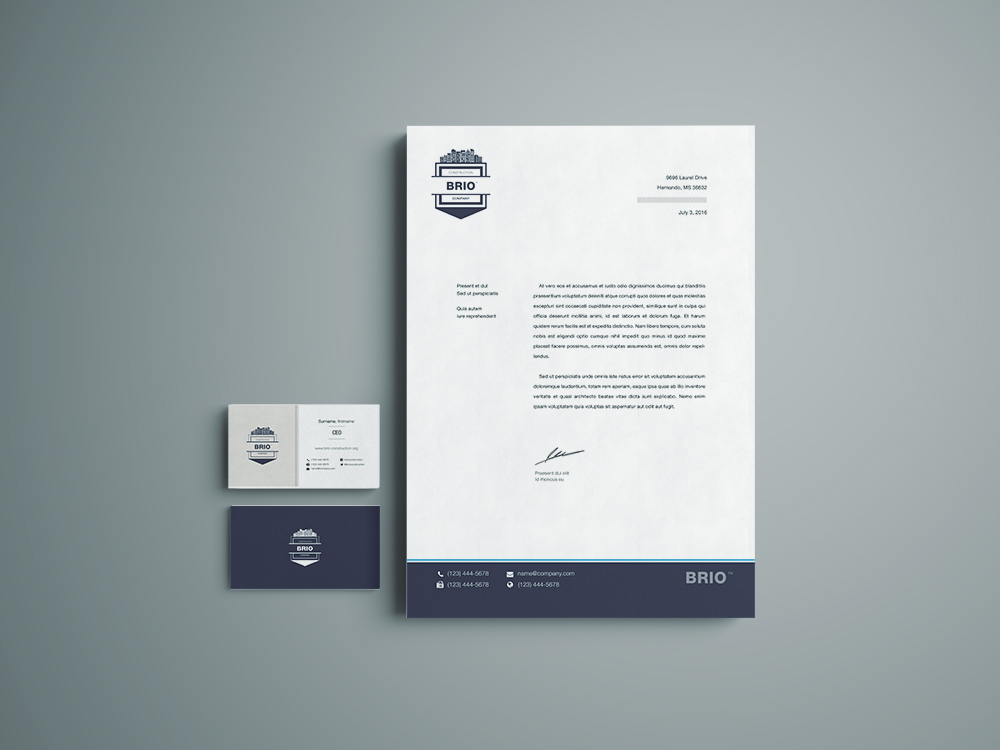 CONSTRUCTION
BRIO
COMPANY
9696 Laurel Drive
Hernando, MS 38632
July 3, 2016
Present et dui
Sed ut perspiciatis
Quis autem
iure reprehenderit
At vero eos et accusamus et iusto odio dignissimos ducimus qui blanditiis
praesentium voluptatum deleniti atque corrupti quos dolores et quas molestias
excepturi sint occaecati cupiditate non provident, similique sunt in culpa qui
officia deserunt mollitia animi, id est laborum et dolorum fuga. Et harum
quidem rerum facilis est et expedita distinctio. Nam libero tempore, cum soluta
nobis est eligendi optio cumque nihil impedit quo minus id quod maxime
placeat facere possimus, omnis voluptas assumenda est, omnis dolor repel-
lendus.
Sed ut perspiciatis unde omnis iste natus error sit voluptatem accusantium
doloremque laudantium, totam rem aperiam, eaque ipsa quae ab illo inventore
veritatis et quasi architecto beatae vitae dicta sunt explicabo. Nemo enim
ipsam voluptatem quia voluptas sit aspernatur aut odit aut fugit.
Praesent dui elit
id rhoncus eu
(123) 444-5678
name@company.com
(123) 444-5678
(123) 444-5678
BRIO™
BRIO
Surname, firstname
CEO
www.brio-construction.org
BRIO